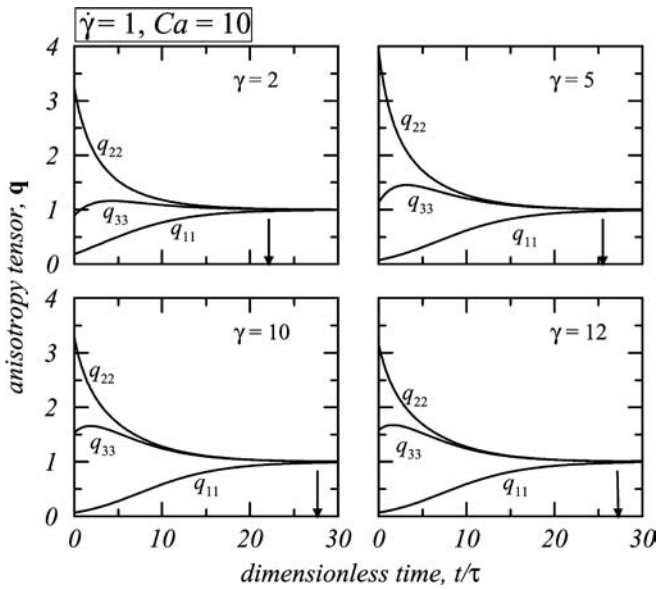 γ̇ = 1, Ca = 10
anisotropy tensor, q
4
3
2
1
0
γ = 2
q22
q33
q11
γ = 5
q22
q33
q11
4
3
2
1
0
γ = 10
q22
q33
q11
0
10
20
30
γ = 12
q22
q33
q11
0
10
20
30
dimensionless time, t/τ